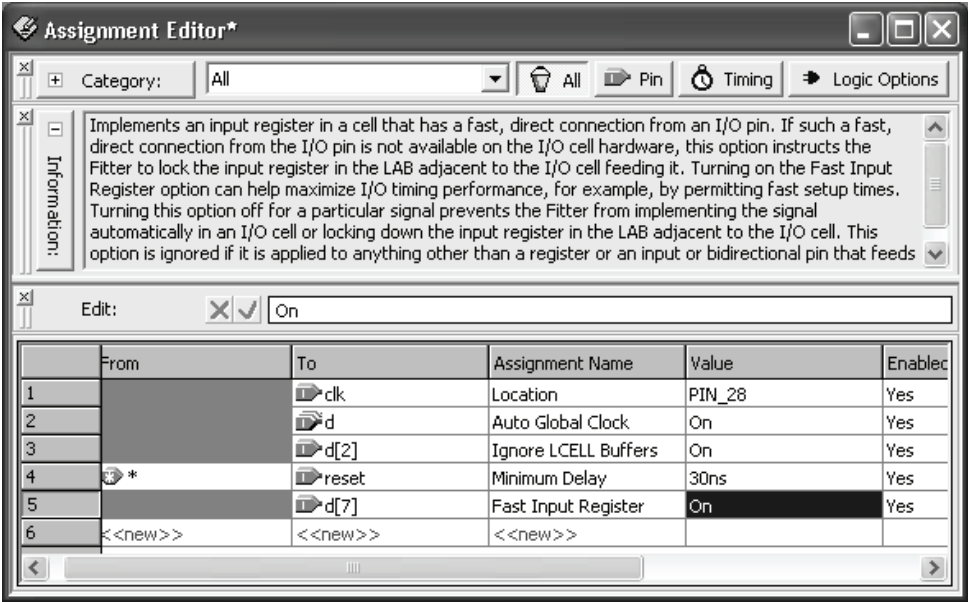 Assignment Editor*
Category: All All Pin Timing Logic Options
Information:
Implements an input register in a cell that has a fast, direct connection from an I/O pin. If such a fast,
direct connection from the I/O pin is not available on the I/O cell hardware, this option instructs the
Fitter to lock the input register in the LAB adjacent to the I/O cell feeding it. Turning on the Fast Input
Register option can help maximize I/O timing performance, for example, by permitting fast setup times.
Turning this option off for a particular signal prevents the Fitter from implementing the signal
automatically in an I/O cell or locking down the input register in the LAB adjacent to the I/O cell. This
option is ignored if it is applied to anything other than a register or an input or bidirectional pin that feeds
Edit: On
From To Assignment Name Value Enabled
1 clk Location PIN_28 Yes
2 d Auto Global Clock On Yes
3 d[2] Ignore LCELL Buffers On Yes
4 * reset Minimum Delay 30ns Yes
5 d[7] Fast Input Register On Yes
6 <<new>> <<new>> <<new>>